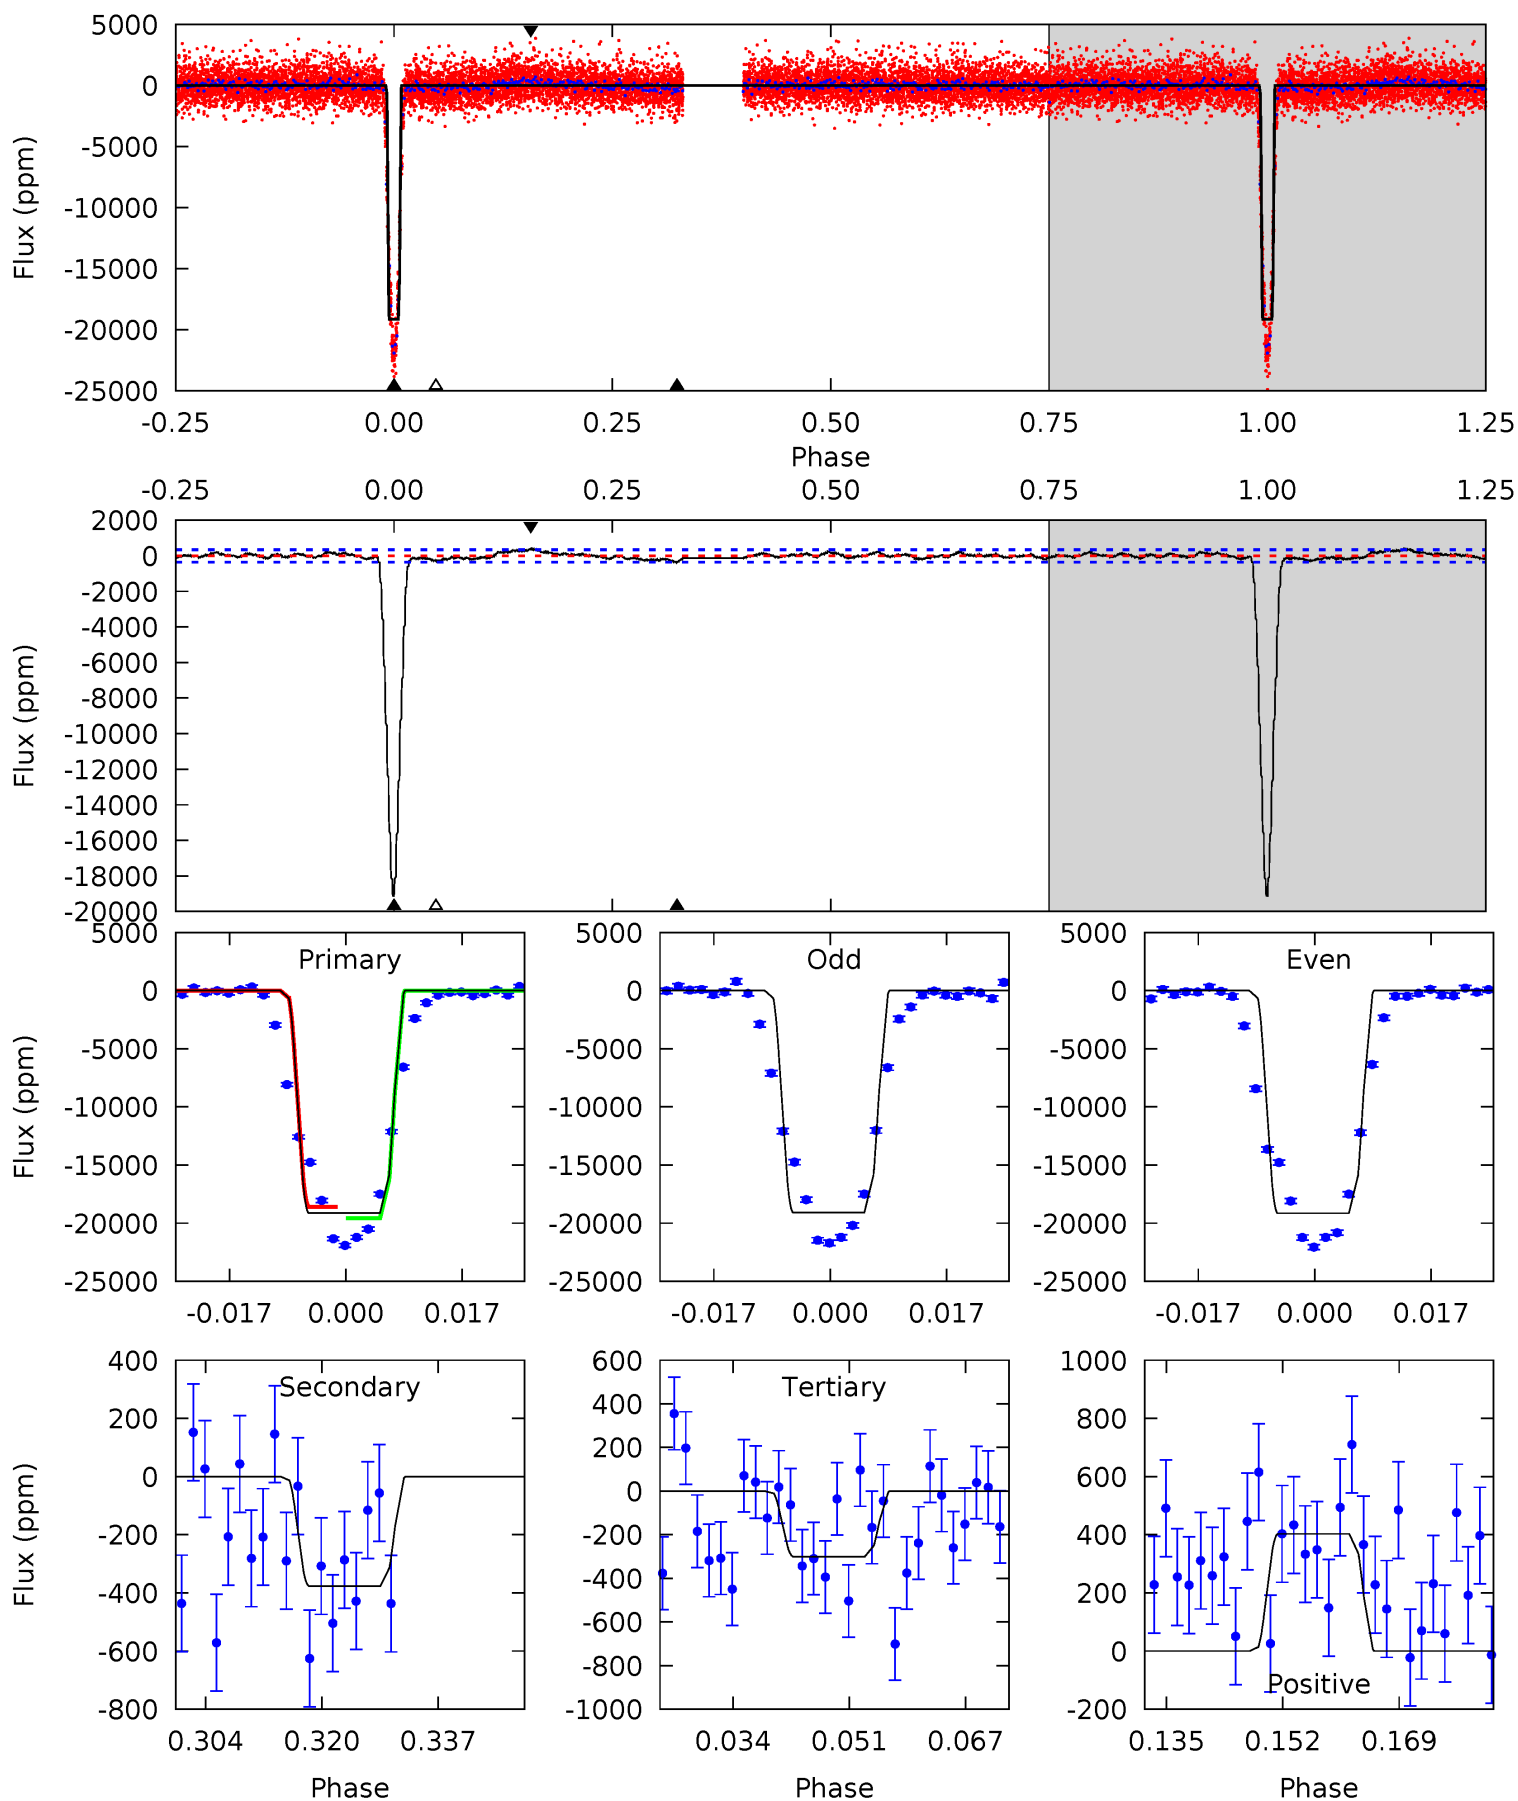 5000
0
-5000
-10000
-15000
-20000
-25000
Flux (ppm)
-0.25 0.00 0.25 0.50 0.75 1.00 1.25
Phase
-0.25 0.00 0.25 0.50 0.75 1.00 1.25
2000
0
-2000
-4000
-6000
-8000
-10000
-12000
-14000
-16000
-18000
-20000
Flux (ppm)
Primary
5000
0
-5000
-10000
-15000
-20000
-25000
Flux (ppm)
-0.017 0.000 0.017
Odd
5000
0
-5000
-10000
-15000
-20000
-25000
-0.017 0.000 0.017
Even
5000
0
-5000
-10000
-15000
-20000
-25000
-0.017 0.000 0.017
Secondary
400
200
0
-200
-400
-600
-800
Flux (ppm)
0.304 0.320 0.337
Phase
Tertiary
600
400
200
0
-200
-400
-600
-800
-1000
0.034 0.051 0.067
Phase
1000
800
600
400
200
0
-200
Positive
0.135 0.152 0.169
Phase